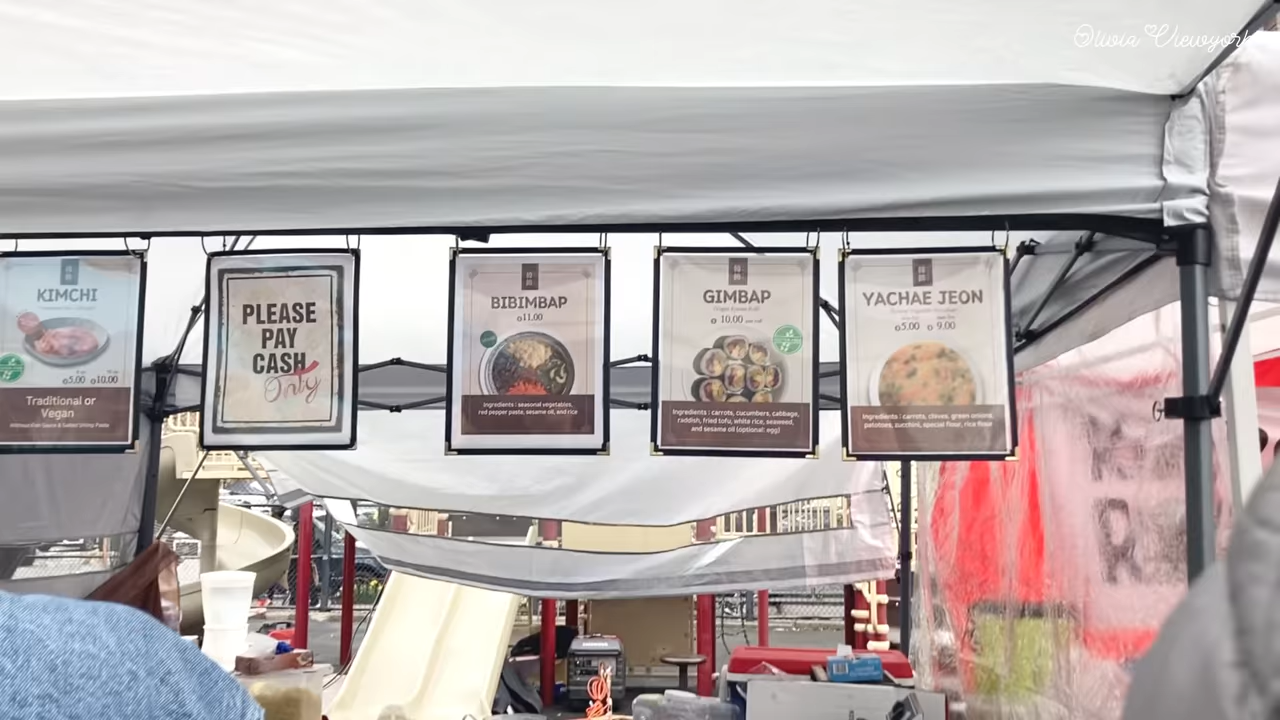 Olivia Viewyork
KIMCHI
$5.00 $10.00
Traditional or
Vegan
PLEASE
PAY
CASH
Only
BIBIMBAP
$11.00
Ingredients : seasonal vegetables,
red pepper paste, sesame oil, and rice
GIMBAP
$ 10.00
Ingredients : carrots, cucumbers, cabbage,
raddish, fried tofu, white rice, seaweed,
and sesame oil (optional: egg)
YACHAE JEON
$5.00 $ 9.00
Ingredients : carrots, chives, green onions,
potatoes, zucchini, special flour, rice flour